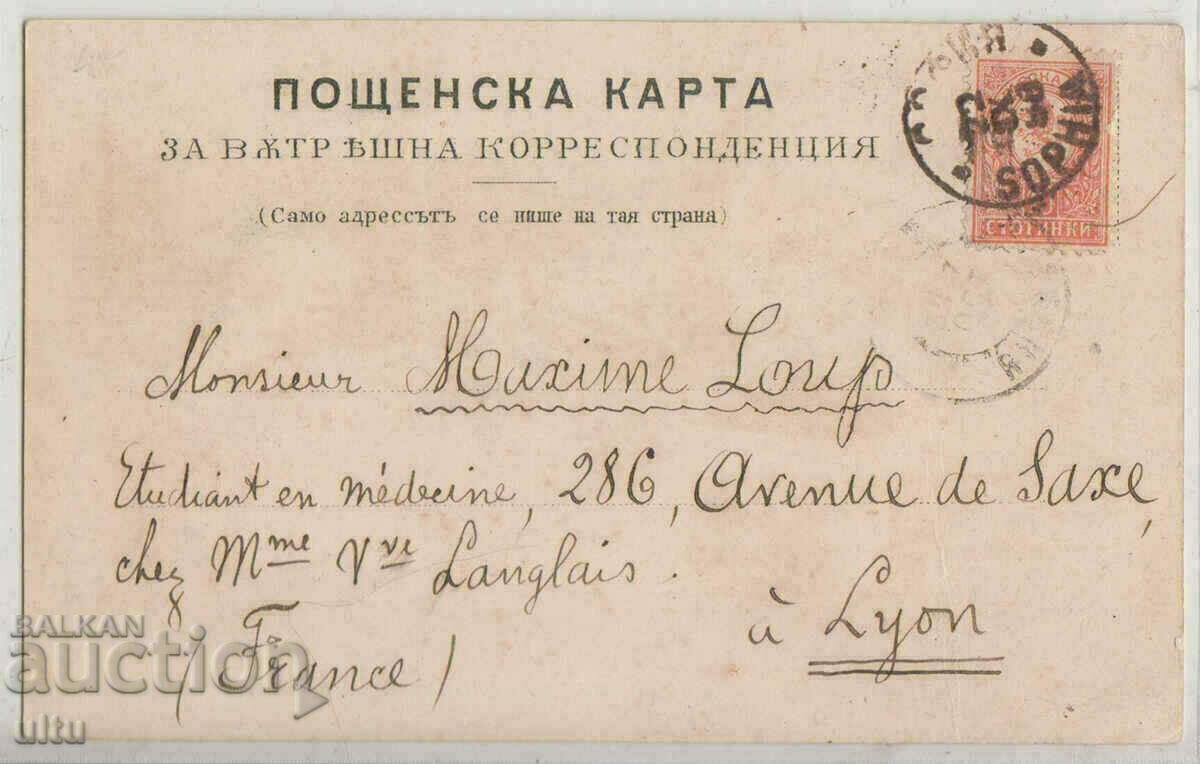 ПОЩЕНСКА КАРТА
ЗА ВѪТРѢШНА КОРРЕСПОНДЕНЦИЯ
(Само адрессътъ се пише на тая страна)
SOPHIA
СТОТИНКИ
Monsieur Maxime Loup
Etudiant en médecine, 286, Avenue de Saxe,
chez Mme Vve Langlais.
à Lyon
(France)
BALKAN
auction
ultu